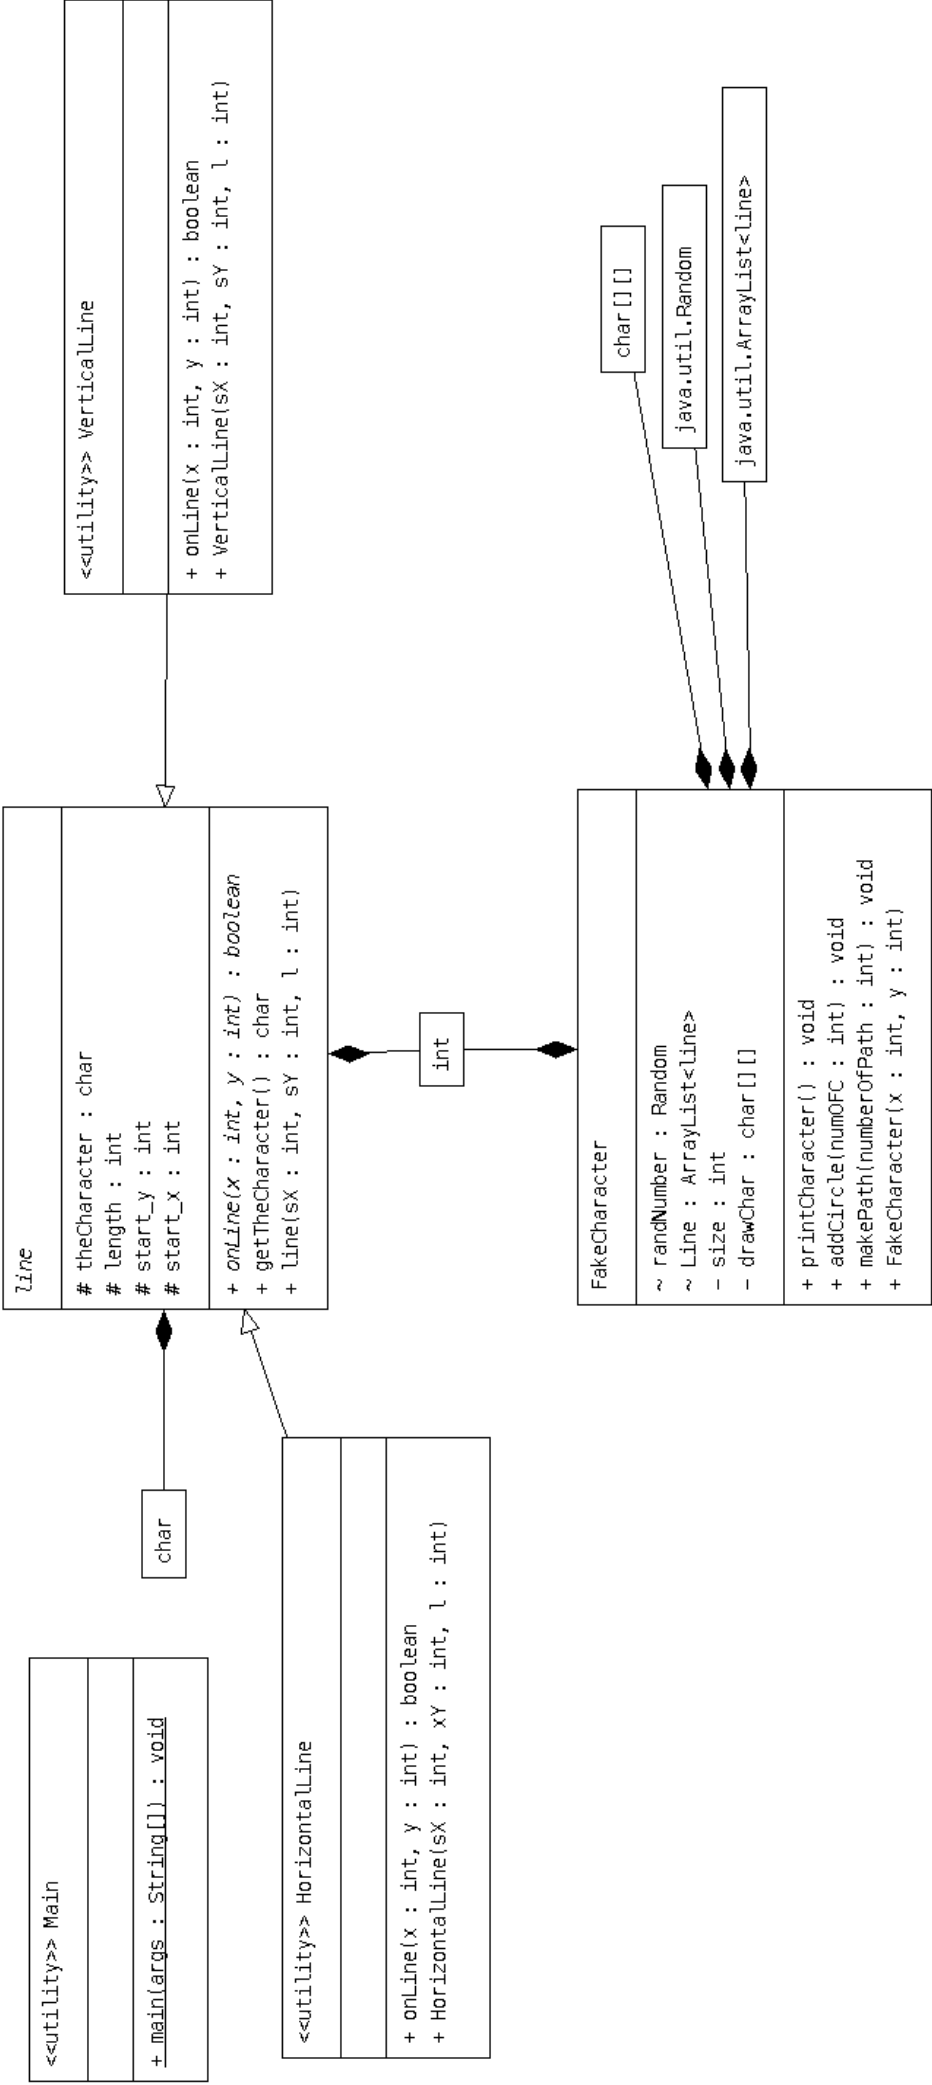 <<utility>> Main
+ main(args : String[]) : void
char
line
# theCharacter : char
# length : int
# start_y : int
# start_x : int
+ onLine(x : int, y : int) : boolean
+ getTheCharacter() : char
+ line(sX : int, sY : int, l : int)
<<utility>> VerticalLine
+ onLine(x : int, y : int) : boolean
+ VerticalLine(sX : int, sY : int, l : int)
<<utility>> HorizontalLine
+ onLine(x : int, y : int) : boolean
+ HorizontalLine(sX : int, xY : int, l : int)
int
FakeCharacter
~ randNumber : Random
~ Line : ArrayList<line>
- size : int
- drawChar : char[][]
+ printCharacter() : void
+ addCircle(numOFC : int) : void
+ makePath(numberOfPath : int) : void
+ FakeCharacter(x : int, y : int)
char[][]
java.util.Random
java.util.ArrayList<line>